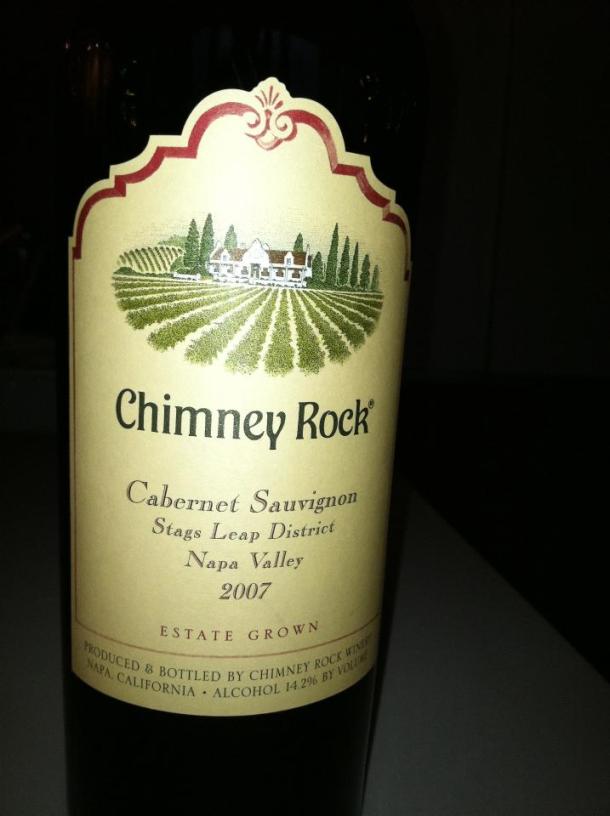 Chimney Rock®
Cabernet Sauvignon
Stags Leap District
Napa Valley
2007
ESTATE GROWN
PRODUCED & BOTTLED BY CHIMNEY ROCK WINERY
NAPA, CALIFORNIA • ALCOHOL 14.2% BY VOLUME